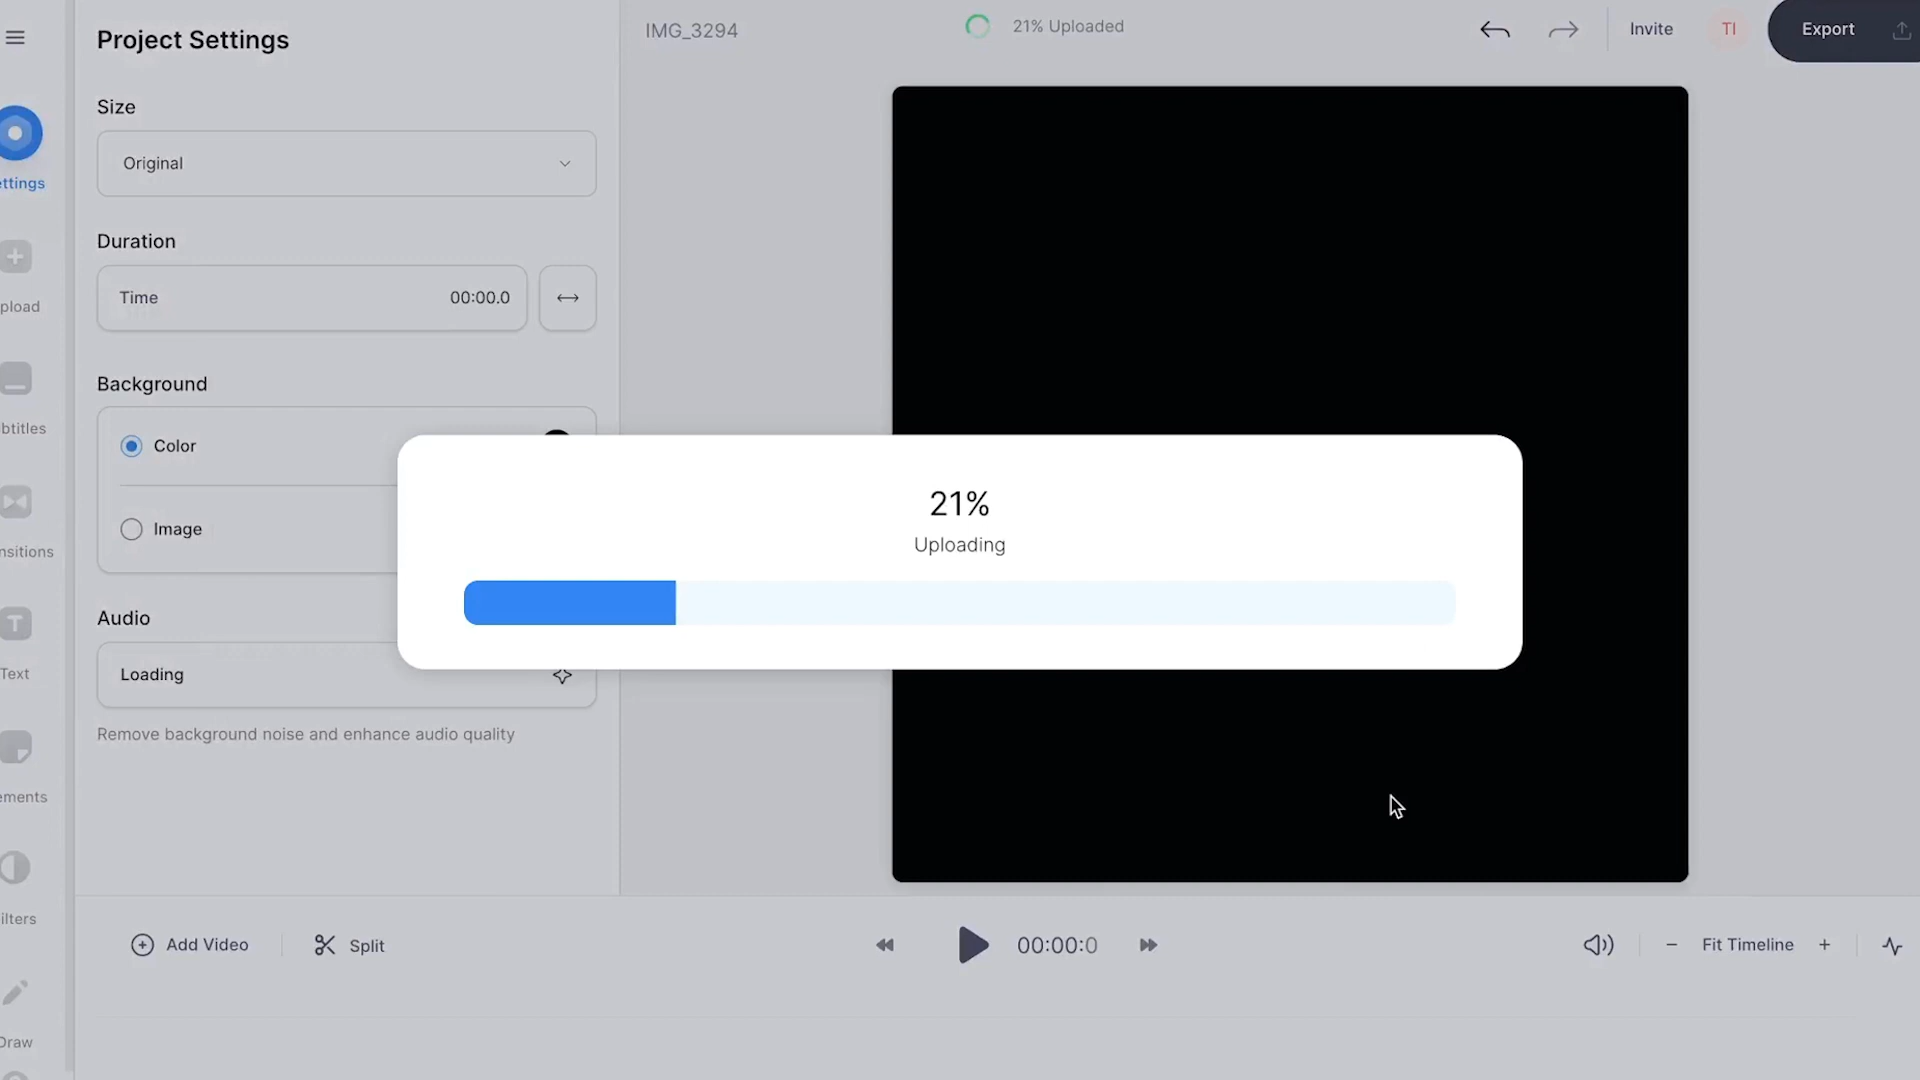 Project Settings
IMG_3294
21% Uploaded
Invite
TI
Export
Size
Original
ettings
Duration
Time
00:00.0
pload
Background
Color
btitles
Image
nsitions
21%
Uploading
Audio
Loading
Text
Remove background noise and enhance audio quality
ements
ilters
Add Video
Split
00:00:0
Fit Timeline
Draw